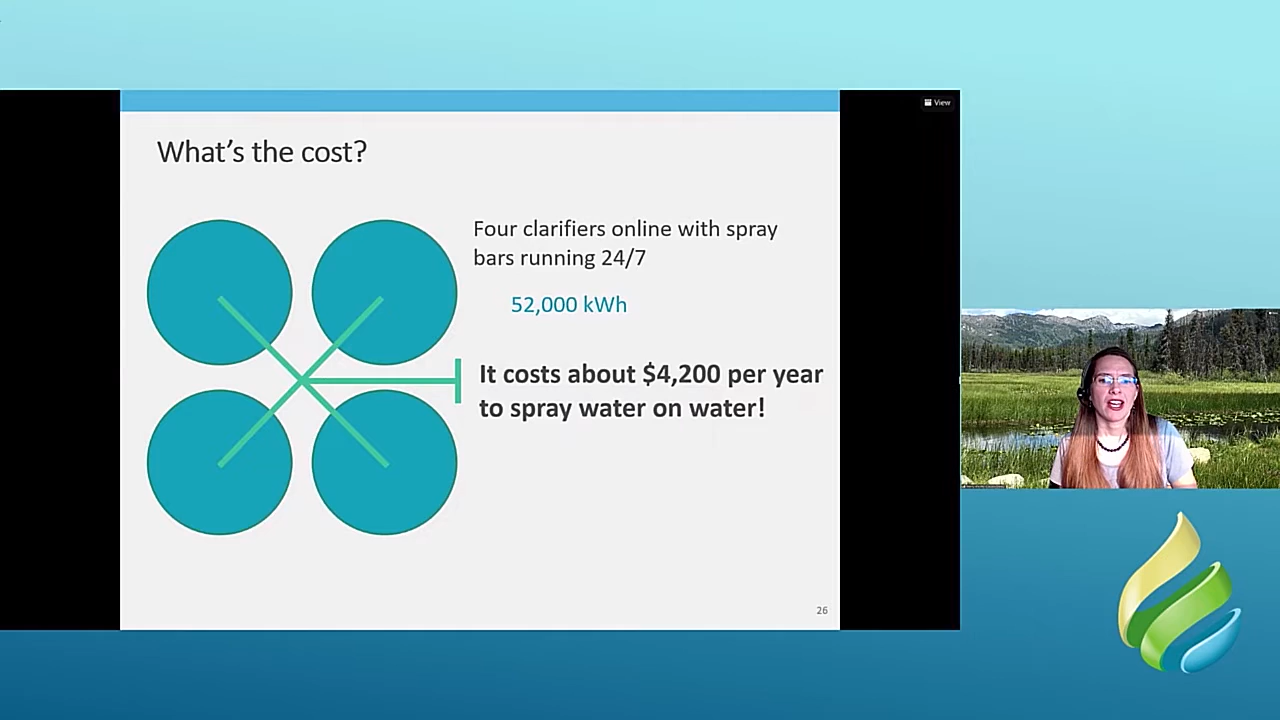 View
What's the cost?
Four clarifiers online with spray
bars running 24/7
52,000 kWh
It costs about $4,200 per year
to spray water on water!
26